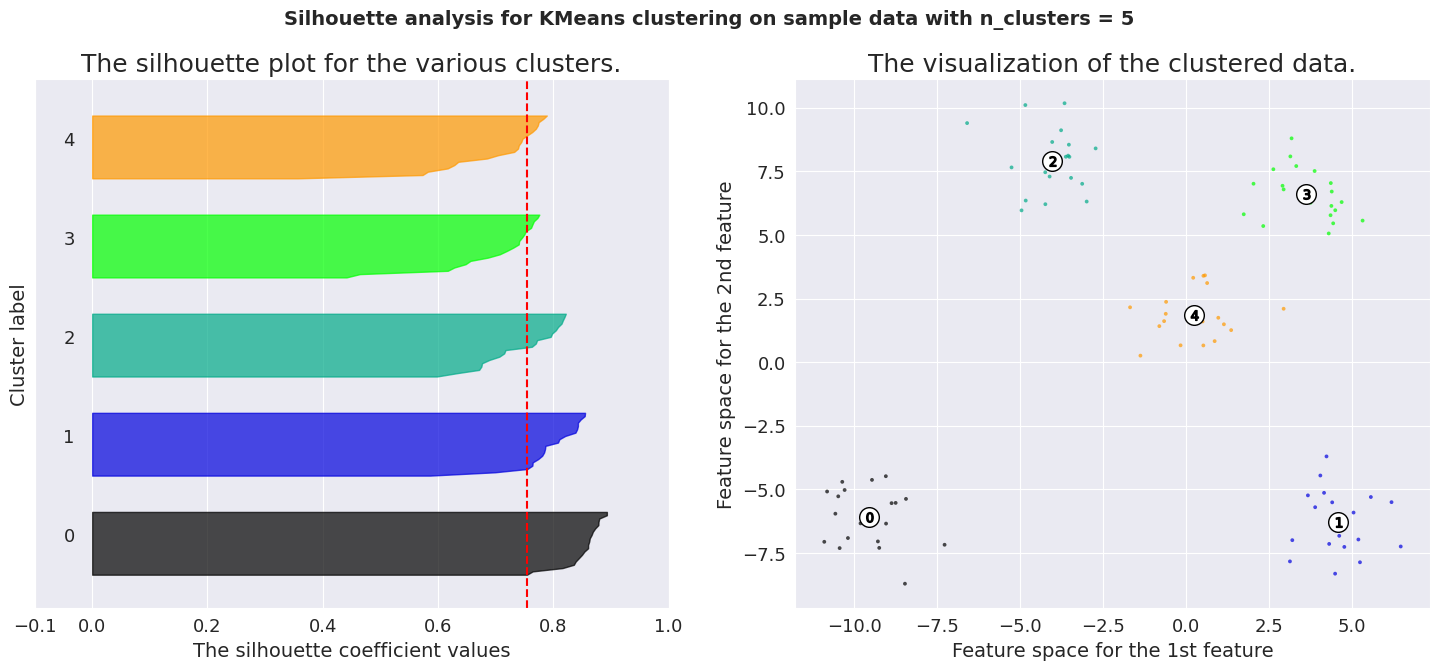 Silhouette analysis for KMeans clustering on sample data with n_clusters = 5
The silhouette plot for the various clusters.
4
3
2
1
0
Cluster label
−0.1 0.0 0.2 0.4 0.6 0.8 1.0
The silhouette coefficient values
The visualization of the clustered data.
10.0
7.5
5.0
2.5
0.0
−2.5
−5.0
−7.5
Feature space for the 2nd feature
2
3
4
0
1
−10.0 −7.5 −5.0 −2.5 0.0 2.5 5.0
Feature space for the 1st feature